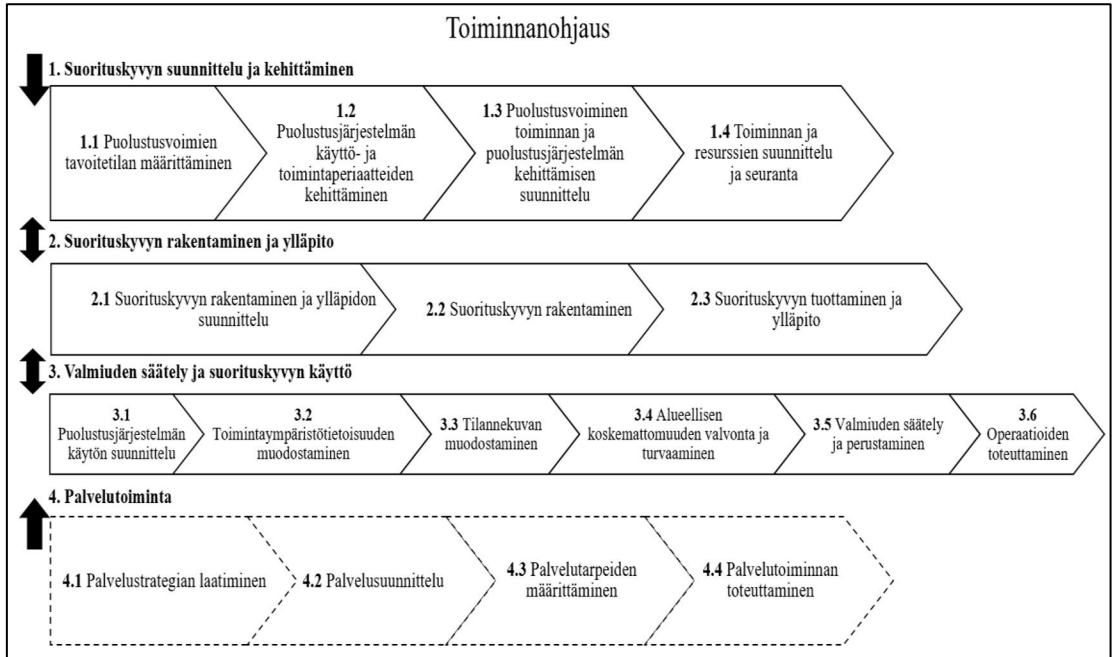 Toiminnanohjaus
1. Suorituskyvyn suunnittelu ja kehittäminen
1.1 Puolustusvoimien
tavoitetilan määrittäminen
1.2
Puolustusjärjestelmän
käyttö- ja
toimintaperiaatteiden
kehittäminen
1.3 Puolustusvoiminen
toiminnan ja
puolustusjärjestelmän
kehittämisen
suunnittelu
1.4 Toiminnan ja
resurssien suunnittelu
ja seuranta
2. Suorituskyvyn rakentaminen ja ylläpito
2.1 Suorituskyvyn rakentaminen ja ylläpidon
suunnittelu
2.2 Suorituskyvyn rakentaminen
2.3 Suorituskyvyn tuottaminen ja
ylläpito
3. Valmiuden säätely ja suorituskyvyn käyttö
3.1
Puolustusjärjestelmän
käytön suunnittelu
3.2
Toimintaympäristötietoisuuden
muodostaminen
3.3 Tilannekuvan
muodostaminen
3.4 Alueellisen
koskemattomuuden valvonta ja
turvaaminen
3.5 Valmiuden säätely
ja perustaminen
3.6
Operaatioiden
toteuttaminen
4. Palvelutoiminta
4.1 Palvelustrategian laatiminen
4.2 Palvelusuunnittelu
4.3 Palvelutarpeiden
määrittäminen
4.4 Palvelutoiminnan
toteuttaminen